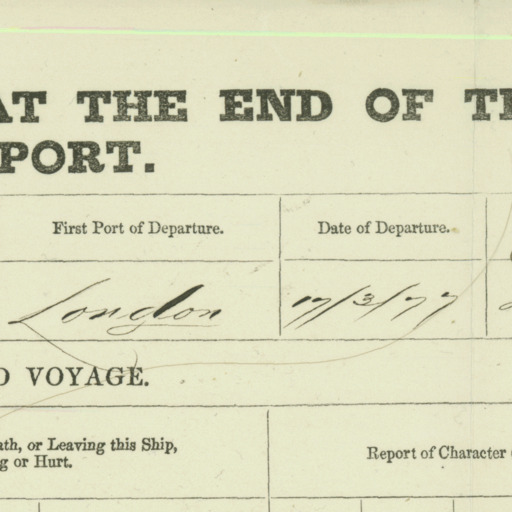 AT THE END OF
PORT.
First Port of Departure. Date of Departure.
London 17/3/77
VOYAGE.
or Leaving this Ship,
or Hurt.
Report of Character